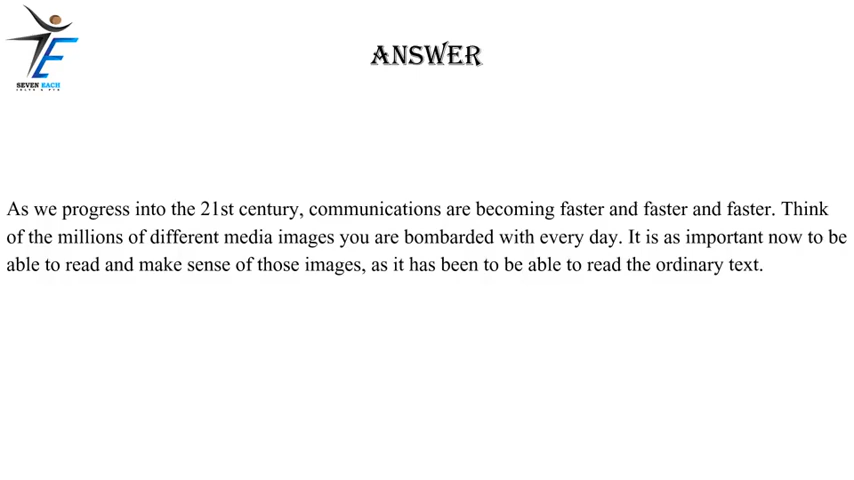 SEVEN EACH
IELTS & PTE
ANSWER
As we progress into the 21st century, communications are becoming faster and faster and faster. Think
of the millions of different media images you are bombarded with every day. It is as important now to be
able to read and make sense of those images, as it has been to be able to read the ordinary text.